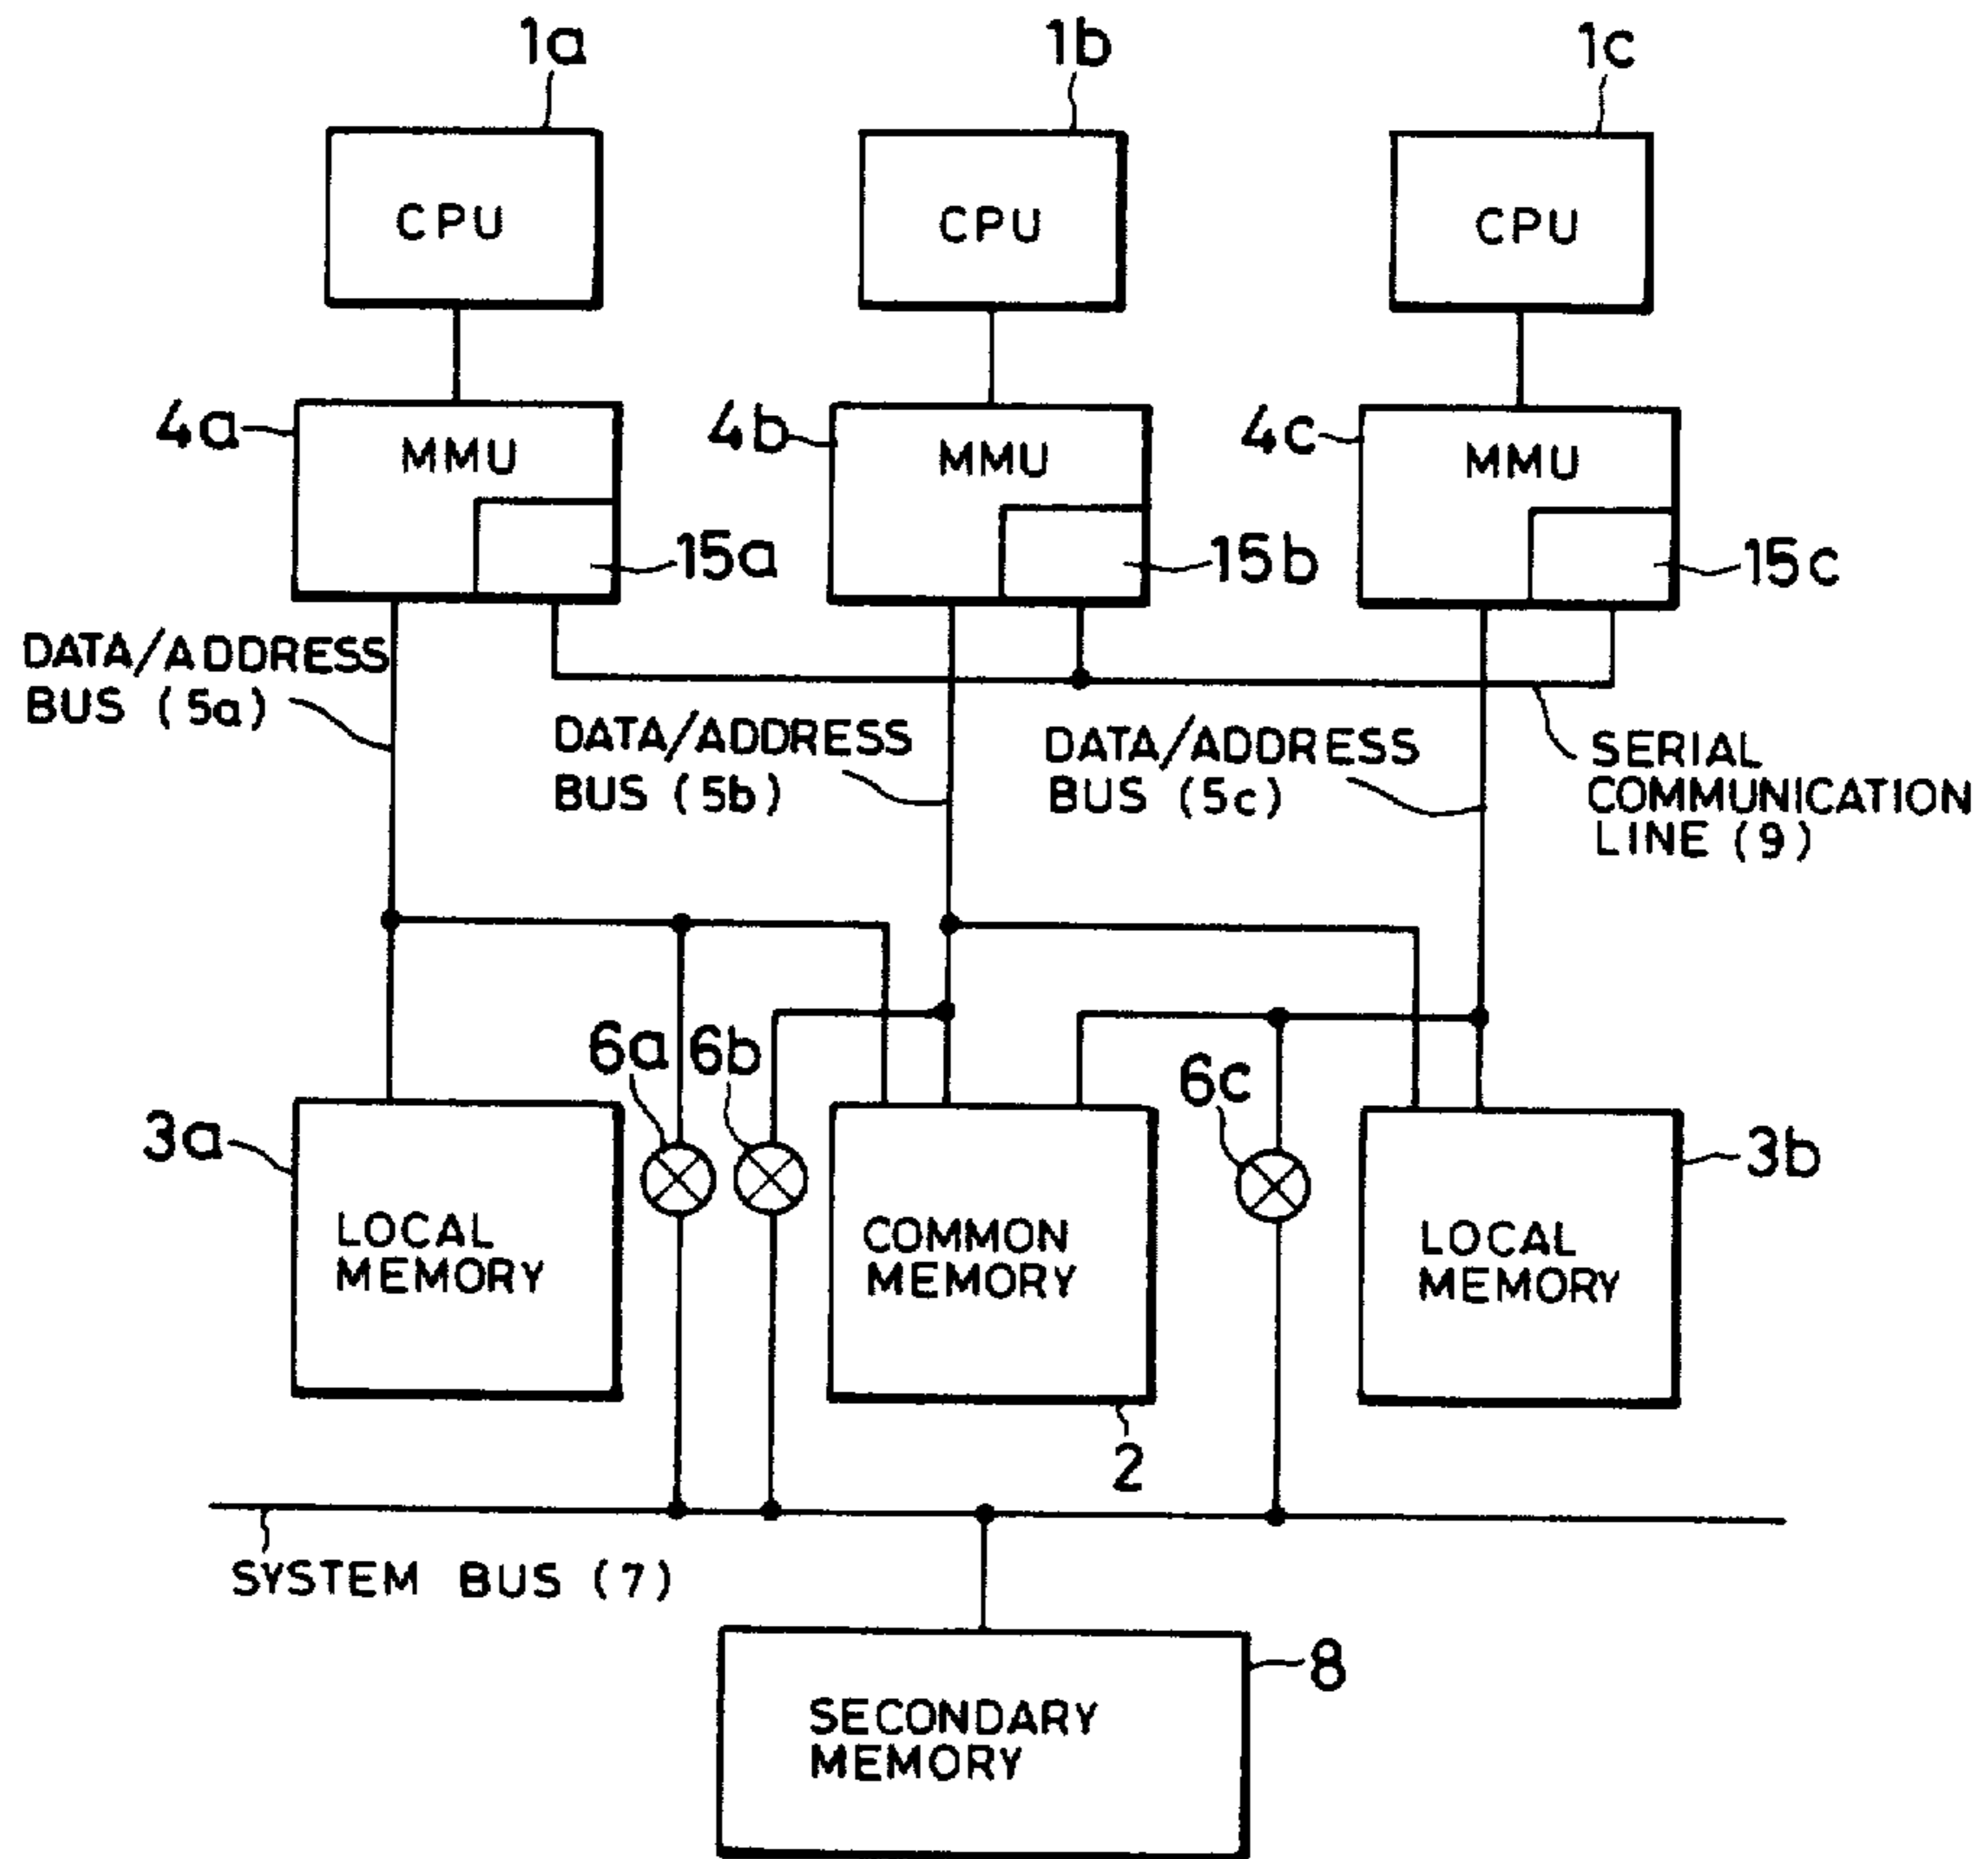 1a
1b
1c
CPU
CPU
CPU
4a
MMU
4b
MMU
4c
MMU
15a
15b
15c
DATA/ADDRESS
BUS (5a)
DATA/ADDRESS
BUS (5b)
DATA/ADDRESS
BUS (5c)
SERIAL
COMMUNICATION
LINE (9)
6a
6b
6c
3a
3b
LOCAL
MEMORY
COMMON
MEMORY
LOCAL
MEMORY
2
SYSTEM BUS (7)
8
SECONDARY
MEMORY